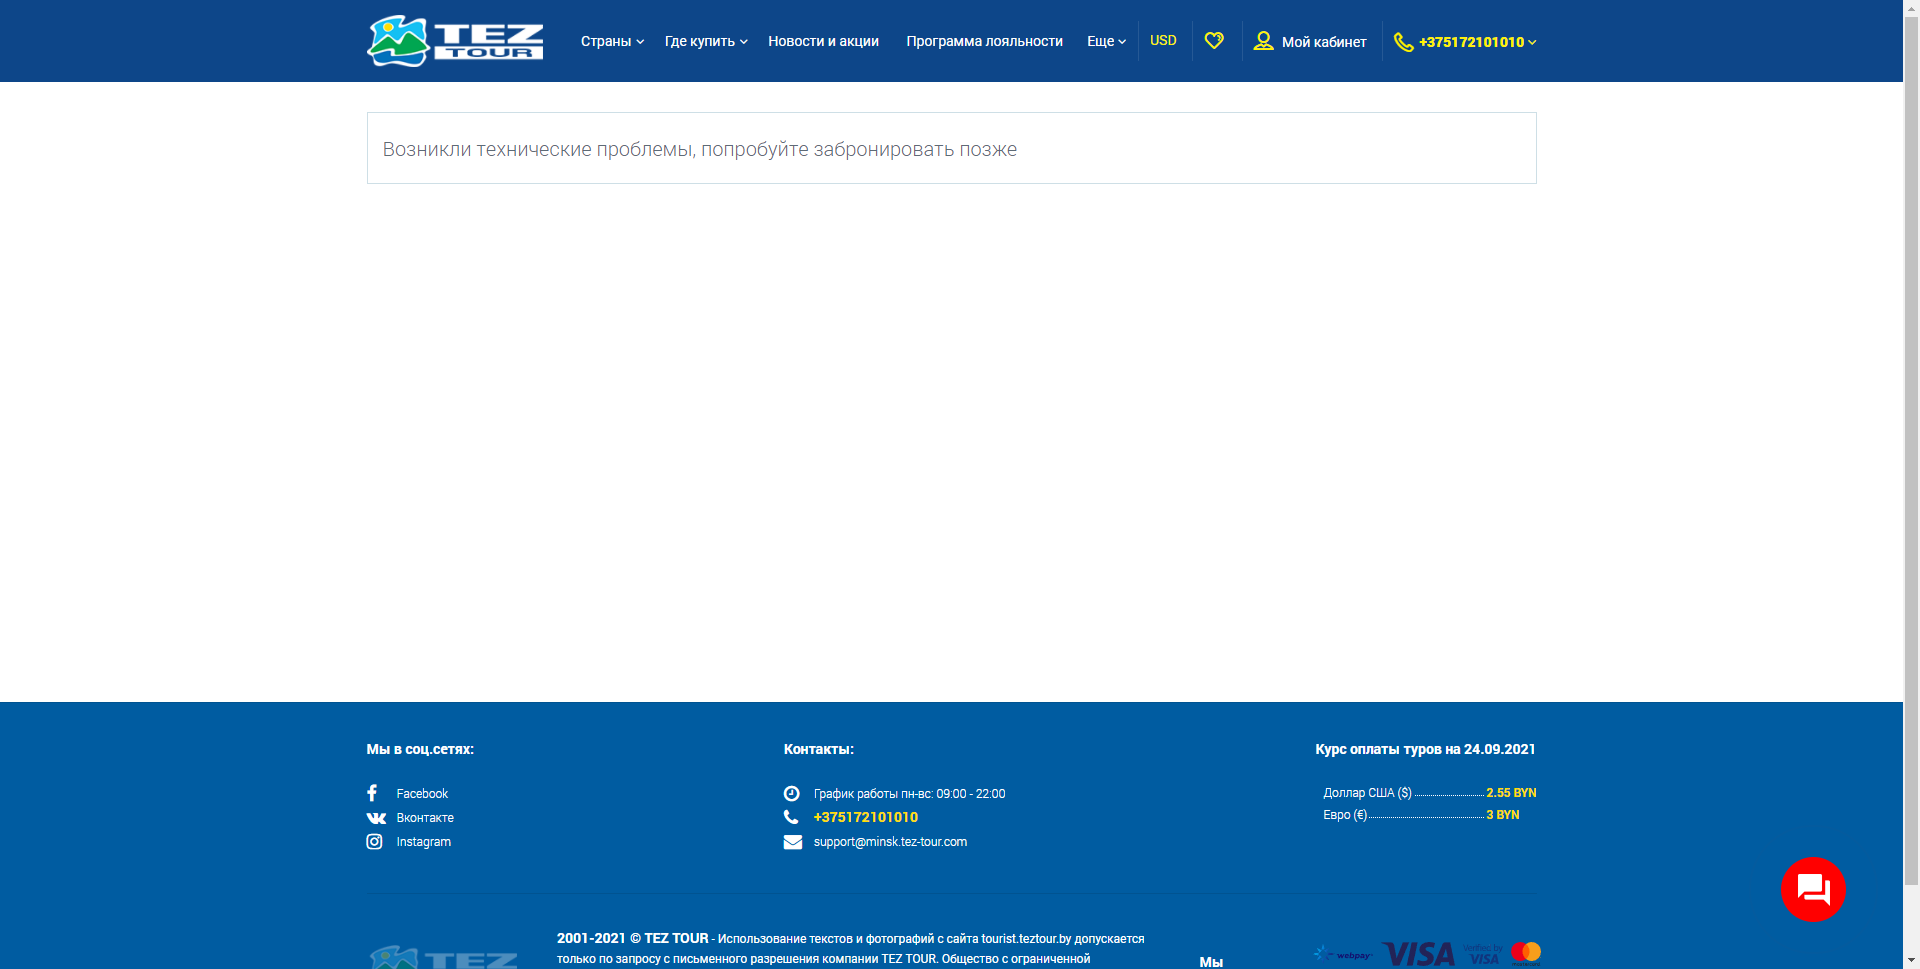 TEZ TOUR
Страны
Где купить
Новости и акции
Программа лояльности
Еще
USD
Мой кабинет
+375172101010
Возникли технические проблемы, попробуйте забронировать позже
Мы в соц.сетях:
Facebook
Вконтакте
Instagram
Контакты:
График работы пн-вс: 09:00 - 22:00
+375172101010
support@minsk.tez-tour.com
Курс оплаты туров на 24.09.2021
Доллар США ($) 2.55 BYN
Евро (€) 3 BYN
TEZ
2001-2021 © TEZ TOUR - Использование текстов и фотографий с сайта tourist.teztour.by допускается
только по запросу с письменного разрешения компании TEZ TOUR. Общество с ограниченной
Мы
webpay
VISA
Verified by
VISA